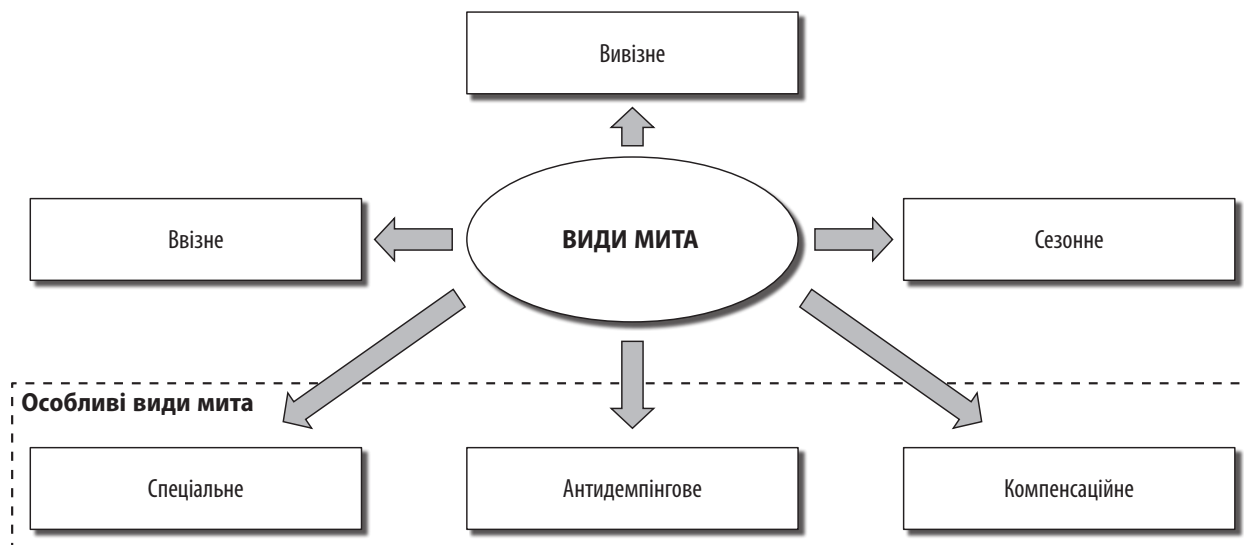 Вивізне
Ввізне
ВИДИ МИТА
Сезонне
Особливі види мита
Спеціальне
Антидемпінгове
Компенсаційне